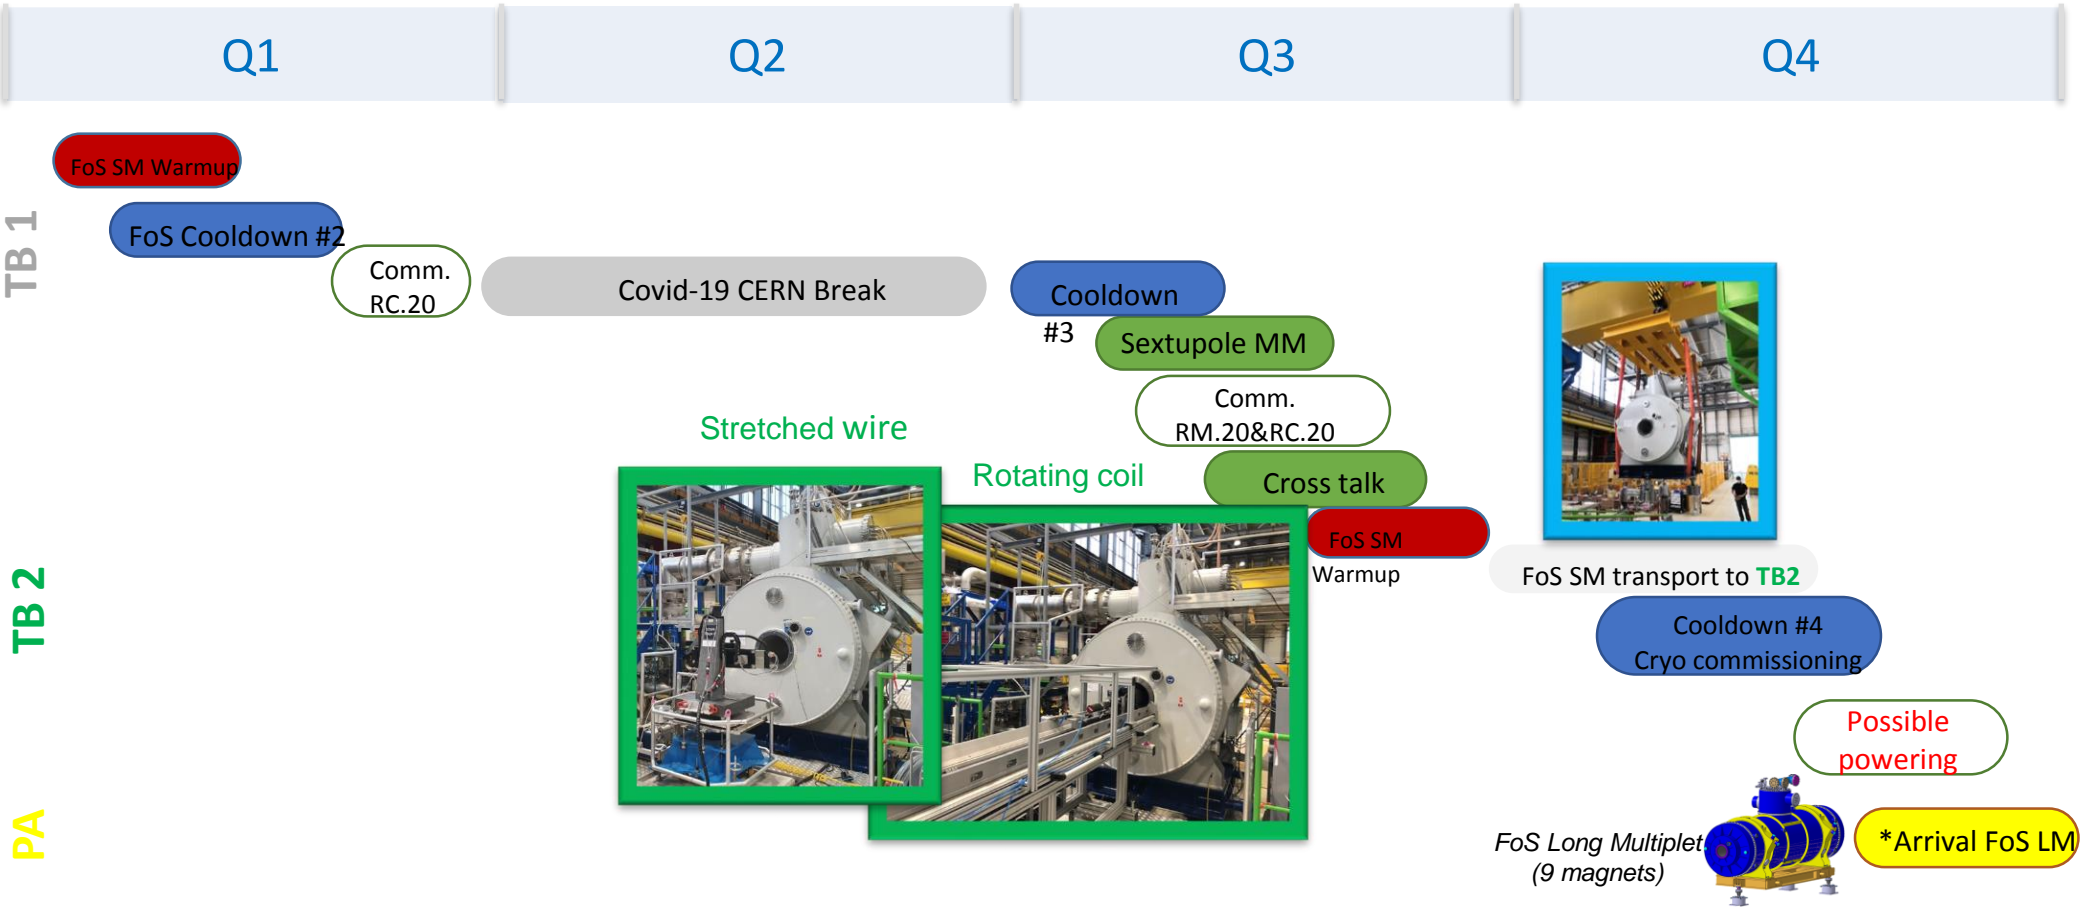 Q1
Q2
Q3
Q4
TB 1
FoS SM Warmup
FoS Cooldown #2
Comm.
RC.20
Covid-19 CERN Break
Cooldown
#3
Sextupole MM
Comm.
RM.20&RC.20
Stretched wire
Rotating coil
Cross talk
FoS SM
Warmup
TB 2
FoS SM transport to TB2
Cooldown #4
Cryo commissioning
Possible
powering
PA
FoS Long Multiplet
(9 magnets)
*Arrival FoS LM